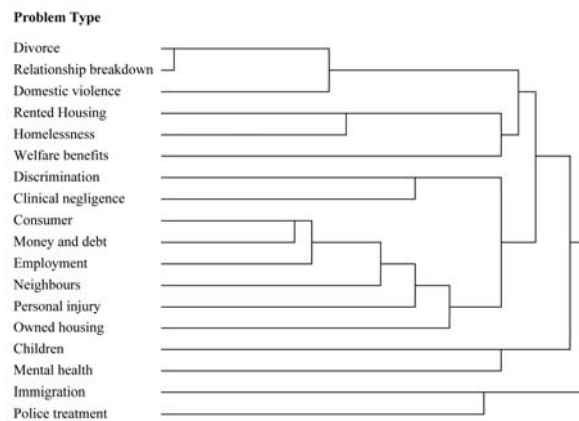 Problem Type
Divorce
Relationship breakdown
Domestic violence
Rented Housing
Homelessness
Welfare benefits
Discrimination
Clinical negligence
Consumer
Money and debt
Employment
Neighbours
Personal injury
Owned housing
Children
Mental health
Immigration
Police treatment